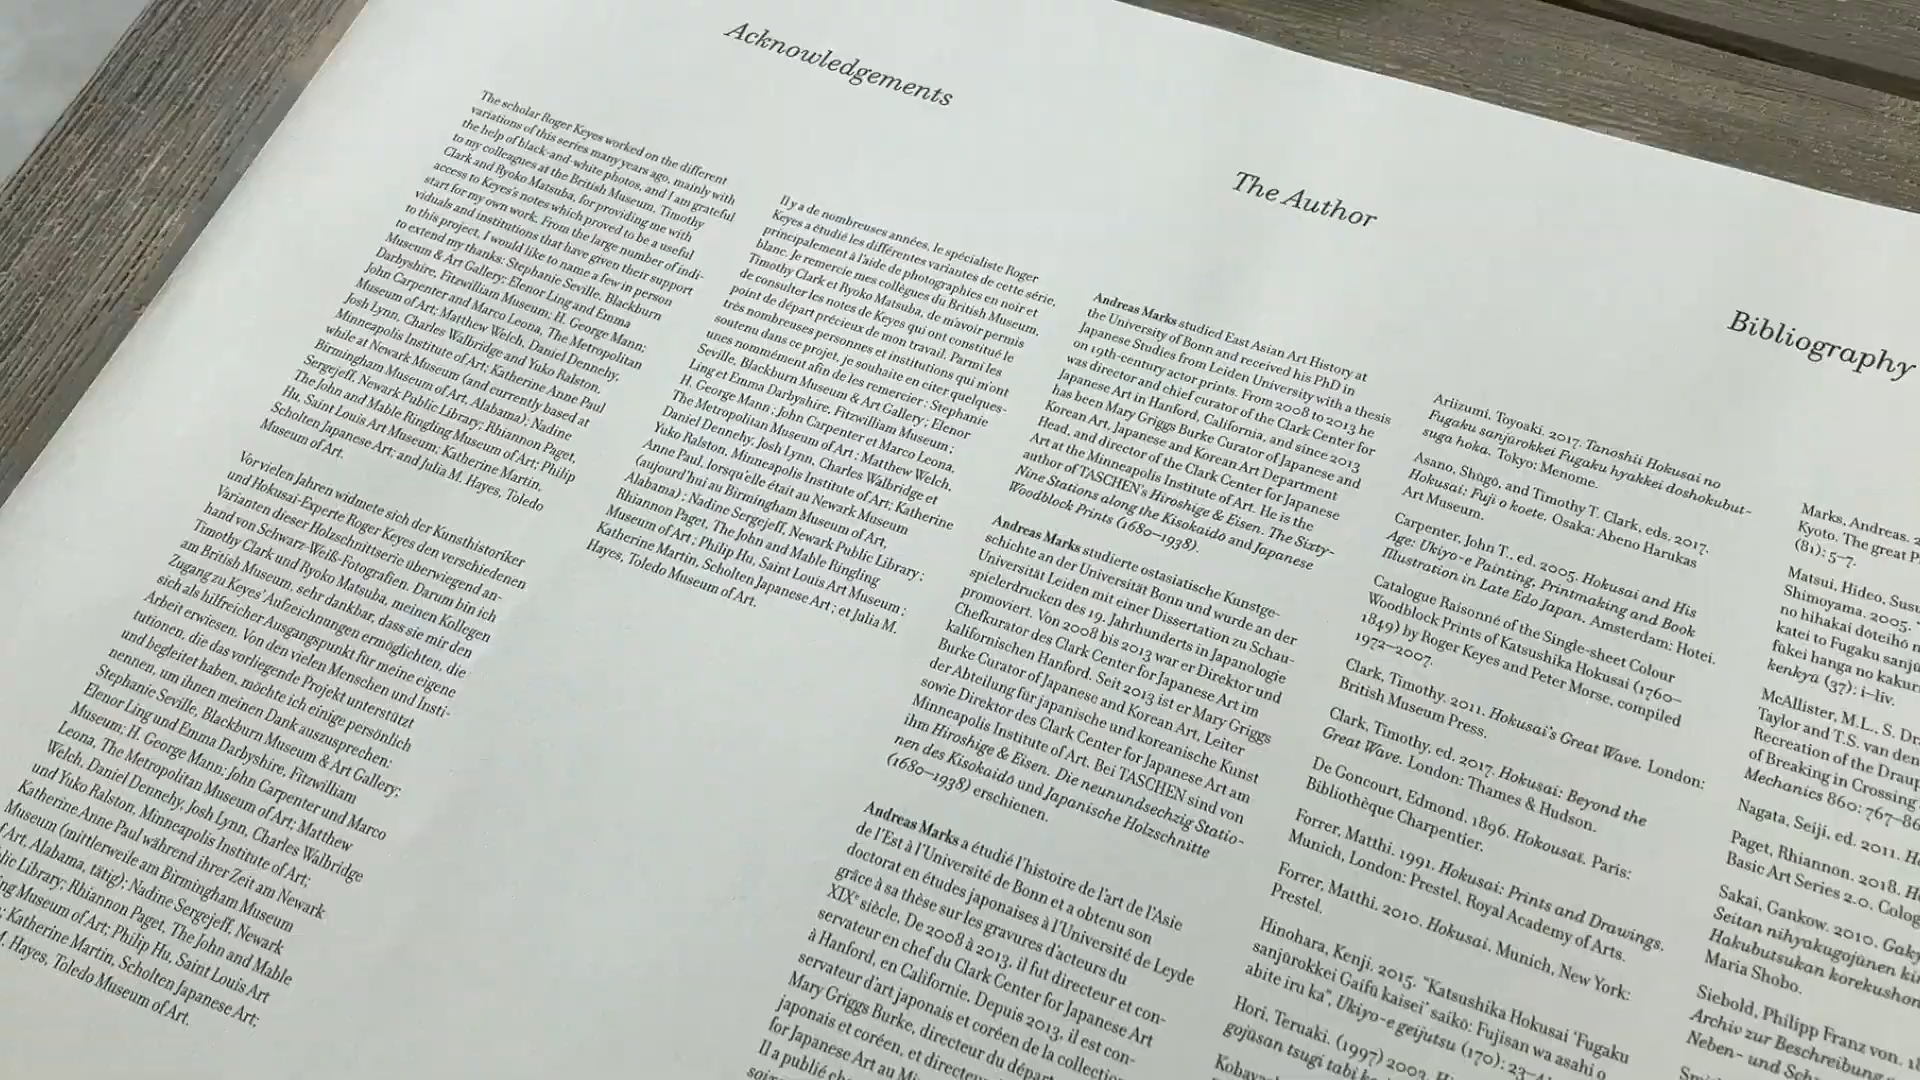 Acknowledgements
The scholar Roger Keyes worked on the different
variations of this series many years ago, mainly with
the help of black-and-white photos, and I am grateful
to my colleagues at the British Museum, Timothy
Clark and Ryoko Matsuba, for providing me with
access to Keyes's notes which proved to be a useful
start for my own work. From the large number of indi-
viduals and institutions that have given their support
to this project, I would like to name a few in person
to extend my thanks: Stephanie Seville, Blackburn
Museum & Art Gallery; Elenor Ling and Emma
Darbyshire, Fitzwilliam Museum; H. George Mann;
John Carpenter and Marco Leona, The Metropolitan
Museum of Art; Matthew Welch, Daniel Dennehy,
Josh Lynn, Charles Walbridge and Yuko Ralston,
Minneapolis Institute of Art; Katherine Anne Paul
while at Newark Museum (and currently based at
Birmingham Museum of Art, Alabama); Nadine
Sergejeff, Newark Public Library; Rhiannon Paget,
The John and Mable Ringling Museum of Art; Philip
Hu, Saint Louis Art Museum; Katherine Martin,
Scholten Japanese Art; and Julia M. Hayes, Toledo
Museum of Art.
Vor vielen Jahren widmete sich der Kunsthistoriker
und Hokusai-Experte Roger Keyes den verschiedenen
Varianten dieser Holzschnittserie überwiegend an-
hand von Schwarz-Weiß-Fotografien. Darum bin ich
Timothy Clark und Ryoko Matsuba, meinen Kollegen
am British Museum, sehr dankbar, dass sie mir den
Zugang zu Keyes' Aufzeichnungen ermöglichten, die
sich als hilfreicher Ausgangspunkt für meine eigene
Arbeit erwiesen. Von den vielen Menschen und Insti-
tutionen, die das vorliegende Projekt unterstützt
und begleitet haben, möchte ich einige persönlich
nennen, um ihnen meinen Dank auszusprechen:
Stephanie Seville, Blackburn Museum & Art Gallery;
Elenor Ling und Emma Darbyshire, Fitzwilliam
Museum; H. George Mann; John Carpenter und Marco
Leona, The Metropolitan Museum of Art; Matthew
Welch, Daniel Dennehy, Josh Lynn, Charles Walbridge
und Yuko Ralston, Minneapolis Institute of Art;
Katherine Anne Paul während ihrer Zeit am Newark
Museum (mittlerweile am Birmingham Museum
of Art, Alabama, tätig); Nadine Sergejeff, Newark
Library; Rhiannon Paget, The John and Mable
Museum of Art; Philip Hu, Saint Louis Art
Katherine Martin, Scholten Japanese Art;
Hayes, Toledo Museum of Art.
Il y a de nombreuses années, le spécialiste Roger
Keyes a étudié les différentes variantes de cette série,
principalement à l'aide de photographies en noir et
blanc. Je remercie mes collègues du British Museum,
Timothy Clark et Ryoko Matsuba, de m'avoir permis
de consulter les notes de Keyes qui ont constitué le
point de départ précieux de mon travail. Parmi les
très nombreuses personnes et institutions qui m'ont
soutenu dans ce projet, je souhaite en citer quelques-
unes nommément afin de les remercier : Stephanie
Seville, Blackburn Museum & Art Gallery ; Elenor
Ling et Emma Darbyshire, Fitzwilliam Museum ;
H. George Mann ; John Carpenter et Marco Leona,
The Metropolitan Museum of Art ; Matthew Welch,
Daniel Dennehy, Josh Lynn, Charles Walbridge et
Yuko Ralston, Minneapolis Institute of Art ; Katherine
Anne Paul, lorsqu'elle était au Newark Museum
(aujourd'hui au Birmingham Museum of Art,
Alabama) ; Nadine Sergejeff, Newark Public Library ;
Rhiannon Paget, The John and Mable Ringling
Museum of Art ; Philip Hu, Saint Louis Art Museum ;
Katherine Martin, Scholten Japanese Art ; et Julia M.
Hayes, Toledo Museum of Art.
The Author
Andreas Marks studied East Asian Art History at
the University of Bonn and received his PhD in
Japanese Studies from Leiden University with a thesis
on 19th-century actor prints. From 2008 to 2013 he
was director and chief curator of the Clark Center for
Japanese Art in Hanford, California, and since 2013
has been Mary Griggs Burke Curator of Japanese and
Korean Art, Japanese and Korean Art Department
Head, and director of the Clark Center for Japanese
Art at the Minneapolis Institute of Art. He is the
author of TASCHEN's Hiroshige & Eisen. The Sixty-
Nine Stations along the Kisokaidō and Japanese
Woodblock Prints (1680–1938).
Andreas Marks studierte ostasiatische Kunstge-
schichte an der Universität Bonn und wurde an der
Universität Leiden mit einer Dissertation zu Schau-
spielerdrucken des 19. Jahrhunderts in Japanologie
promoviert. Von 2008 bis 2013 war er Direktor und
Chefkurator des Clark Center for Japanese Art im
kalifornischen Hanford. Seit 2013 ist er Mary Griggs
Burke Curator of Japanese and Korean Art, Leiter
der Abteilung für japanische und koreanische Kunst
sowie Direktor des Clark Center for Japanese Art am
Minneapolis Institute of Art. Bei TASCHEN sind von
ihm Hiroshige & Eisen. Die neunundsechzig Statio-
nen des Kisokaidō und Japanische Holzschnitte
(1680–1938) erschienen.
Andreas Marks a étudié l'histoire de l'art de l'Asie
de l'Est à l'Université de Bonn et a obtenu son
doctorat en études japonaises à l'Université de Leyde
grâce à sa thèse sur les gravures d'acteurs du
XIXe siècle. De 2008 à 2013, il fut directeur et con-
servateur en chef du Clark Center for Japanese Art
à Hanford, en Californie. Depuis 2013, il est con-
servateur d'art japonais et coréen de la collection
Mary Griggs Burke, directeur du département
japonais et coréen, et directeur
for Japanese Art au
Il a publié
Bibliography
Ariizumi, Toyoaki. 2017. Tanoshii Hokusai no
Fugaku sanjurokkei Fugaku hyakkei doshokubut-
suga hoka. Tokyo: Menome.
Asano, Shūgō, and Timothy T. Clark, eds. 2017.
Hokusai: Fuji o koete. Osaka: Abeno Harukas
Art Museum.
Carpenter, John T., ed. 2005. Hokusai and His
Age: Ukiyo-e Painting, Printmaking and Book
Illustration in Late Edo Japan. Amsterdam: Hotei.
Catalogue Raisonné of the Single-sheet Colour
Woodblock Prints of Katsushika Hokusai (1760–
1849) by Roger Keyes and Peter Morse, compiled
1972–2007.
Clark, Timothy. 2011. Hokusai's Great Wave. London:
British Museum Press.
Clark, Timothy, ed. 2017. Hokusai: Beyond the
Great Wave. London: Thames & Hudson.
De Goncourt, Edmond. 1896. Hokousaï. Paris:
Bibliothèque Charpentier.
Forrer, Matthi. 1991. Hokusai: Prints and Drawings.
Munich, London: Prestel, Royal Academy of Arts.
Forrer, Matthi. 2010. Hokusai. Munich, New York:
Prestel.
Hinohara, Kenji. 2015. "Katsushika Hokusai 'Fugaku
sanjūrokkei Gaifū kaisei' saikō: Fujisan wa asahi o
abite iru ka", Ukiyo-e geijutsu (170): 23–
Hori, Teruaki. (1997) 2003.
gojūsan tsugi tabi
Marks, Andreas.
Kyoto. The great
(81): 5–7.
Matsui, Hideo,
Shimoyama. 2005.
no hihakai dōteihō
katei to Fugaku
fūkei hanga no
kenkyū (37): i–liv.
McAllister, M.L., S.
Taylor and T.S. van den
Recreation of the
of Breaking in Crossing
Mechanics 860: 767–
Nagata, Seiji, ed. 2011.
Paget, Rhiannon. 2018.
Basic Art Series 2.0.
Sakai, Gankow. 2010.
Seitan nihyakugojūnen
Hakubutsukan
Maria Shobo.
Siebold, Philipp Franz von.
Archiv zur Beschreibung
Neben- und